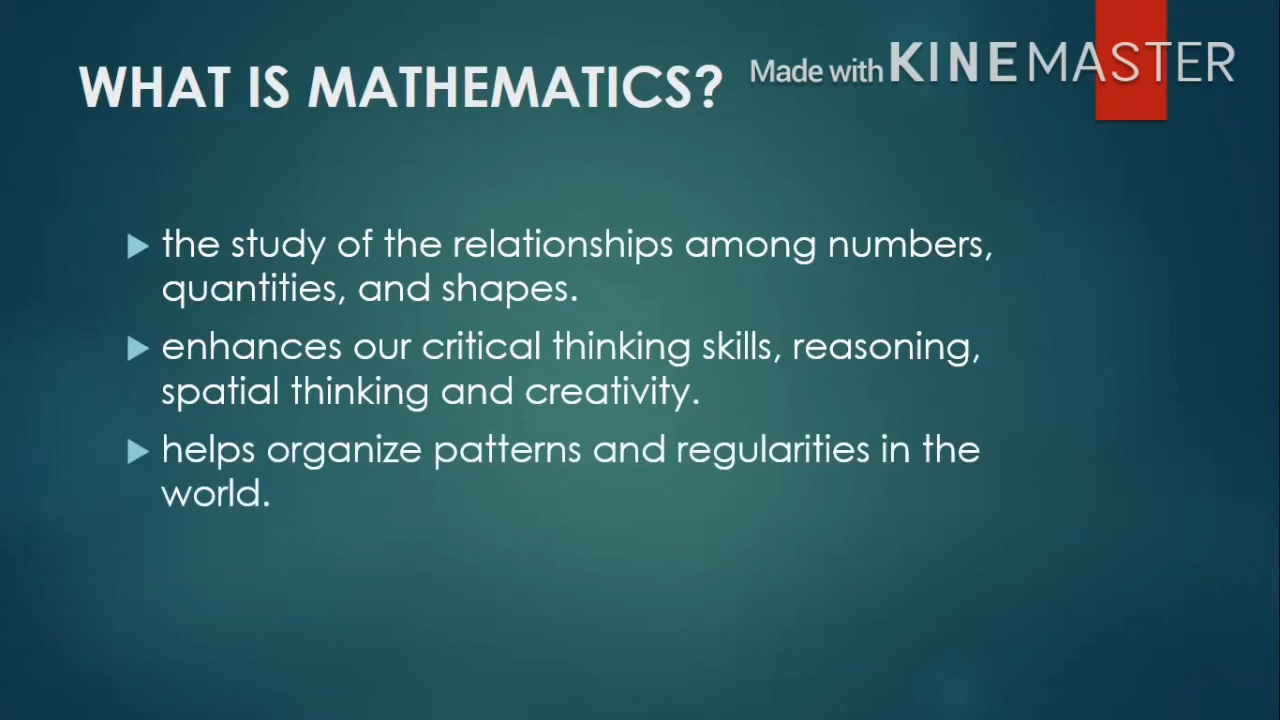 WHAT IS MATHEMATICS?
Made with KINEMASTER
the study of the relationships among numbers,
quantities, and shapes.
enhances our critical thinking skills, reasoning,
spatial thinking and creativity.
helps organize patterns and regularities in the
world.